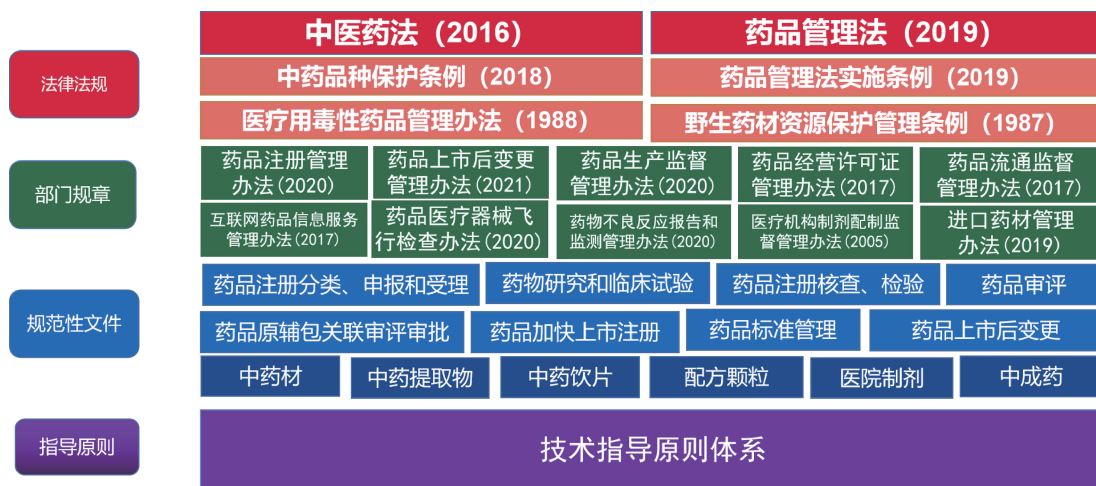 法律法规
中医药法（2016）
药品管理法（2019）
中药品种保护条例（2018）
药品管理法实施条例（2019）
医疗用毒性药品管理办法（1988）
野生药材资源保护管理条例（1987）
部门规章
药品注册管理
办法(2020)
药品上市后变更
管理办法(2021)
药品生产监督
管理办法(2020)
药品经营许可证
管理办法(2017)
药品流通监督
管理办法(2017)
互联网药品信息服务
管理办法(2017)
药品医疗器械飞
行检查办法(2020)
药物不良反应报告和
监测管理办法(2020)
医疗机构制剂配制监
督管理办法(2005)
进口药材管理
办法(2019)
规范性文件
药品注册分类、申报和受理
药物研究和临床试验
药品注册核查、检验
药品审评
药品原辅包关联审评审批
药品加快上市注册
药品标准管理
药品上市后变更
中药材
中药提取物
中药饮片
配方颗粒
医院制剂
中成药
指导原则
技术指导原则体系